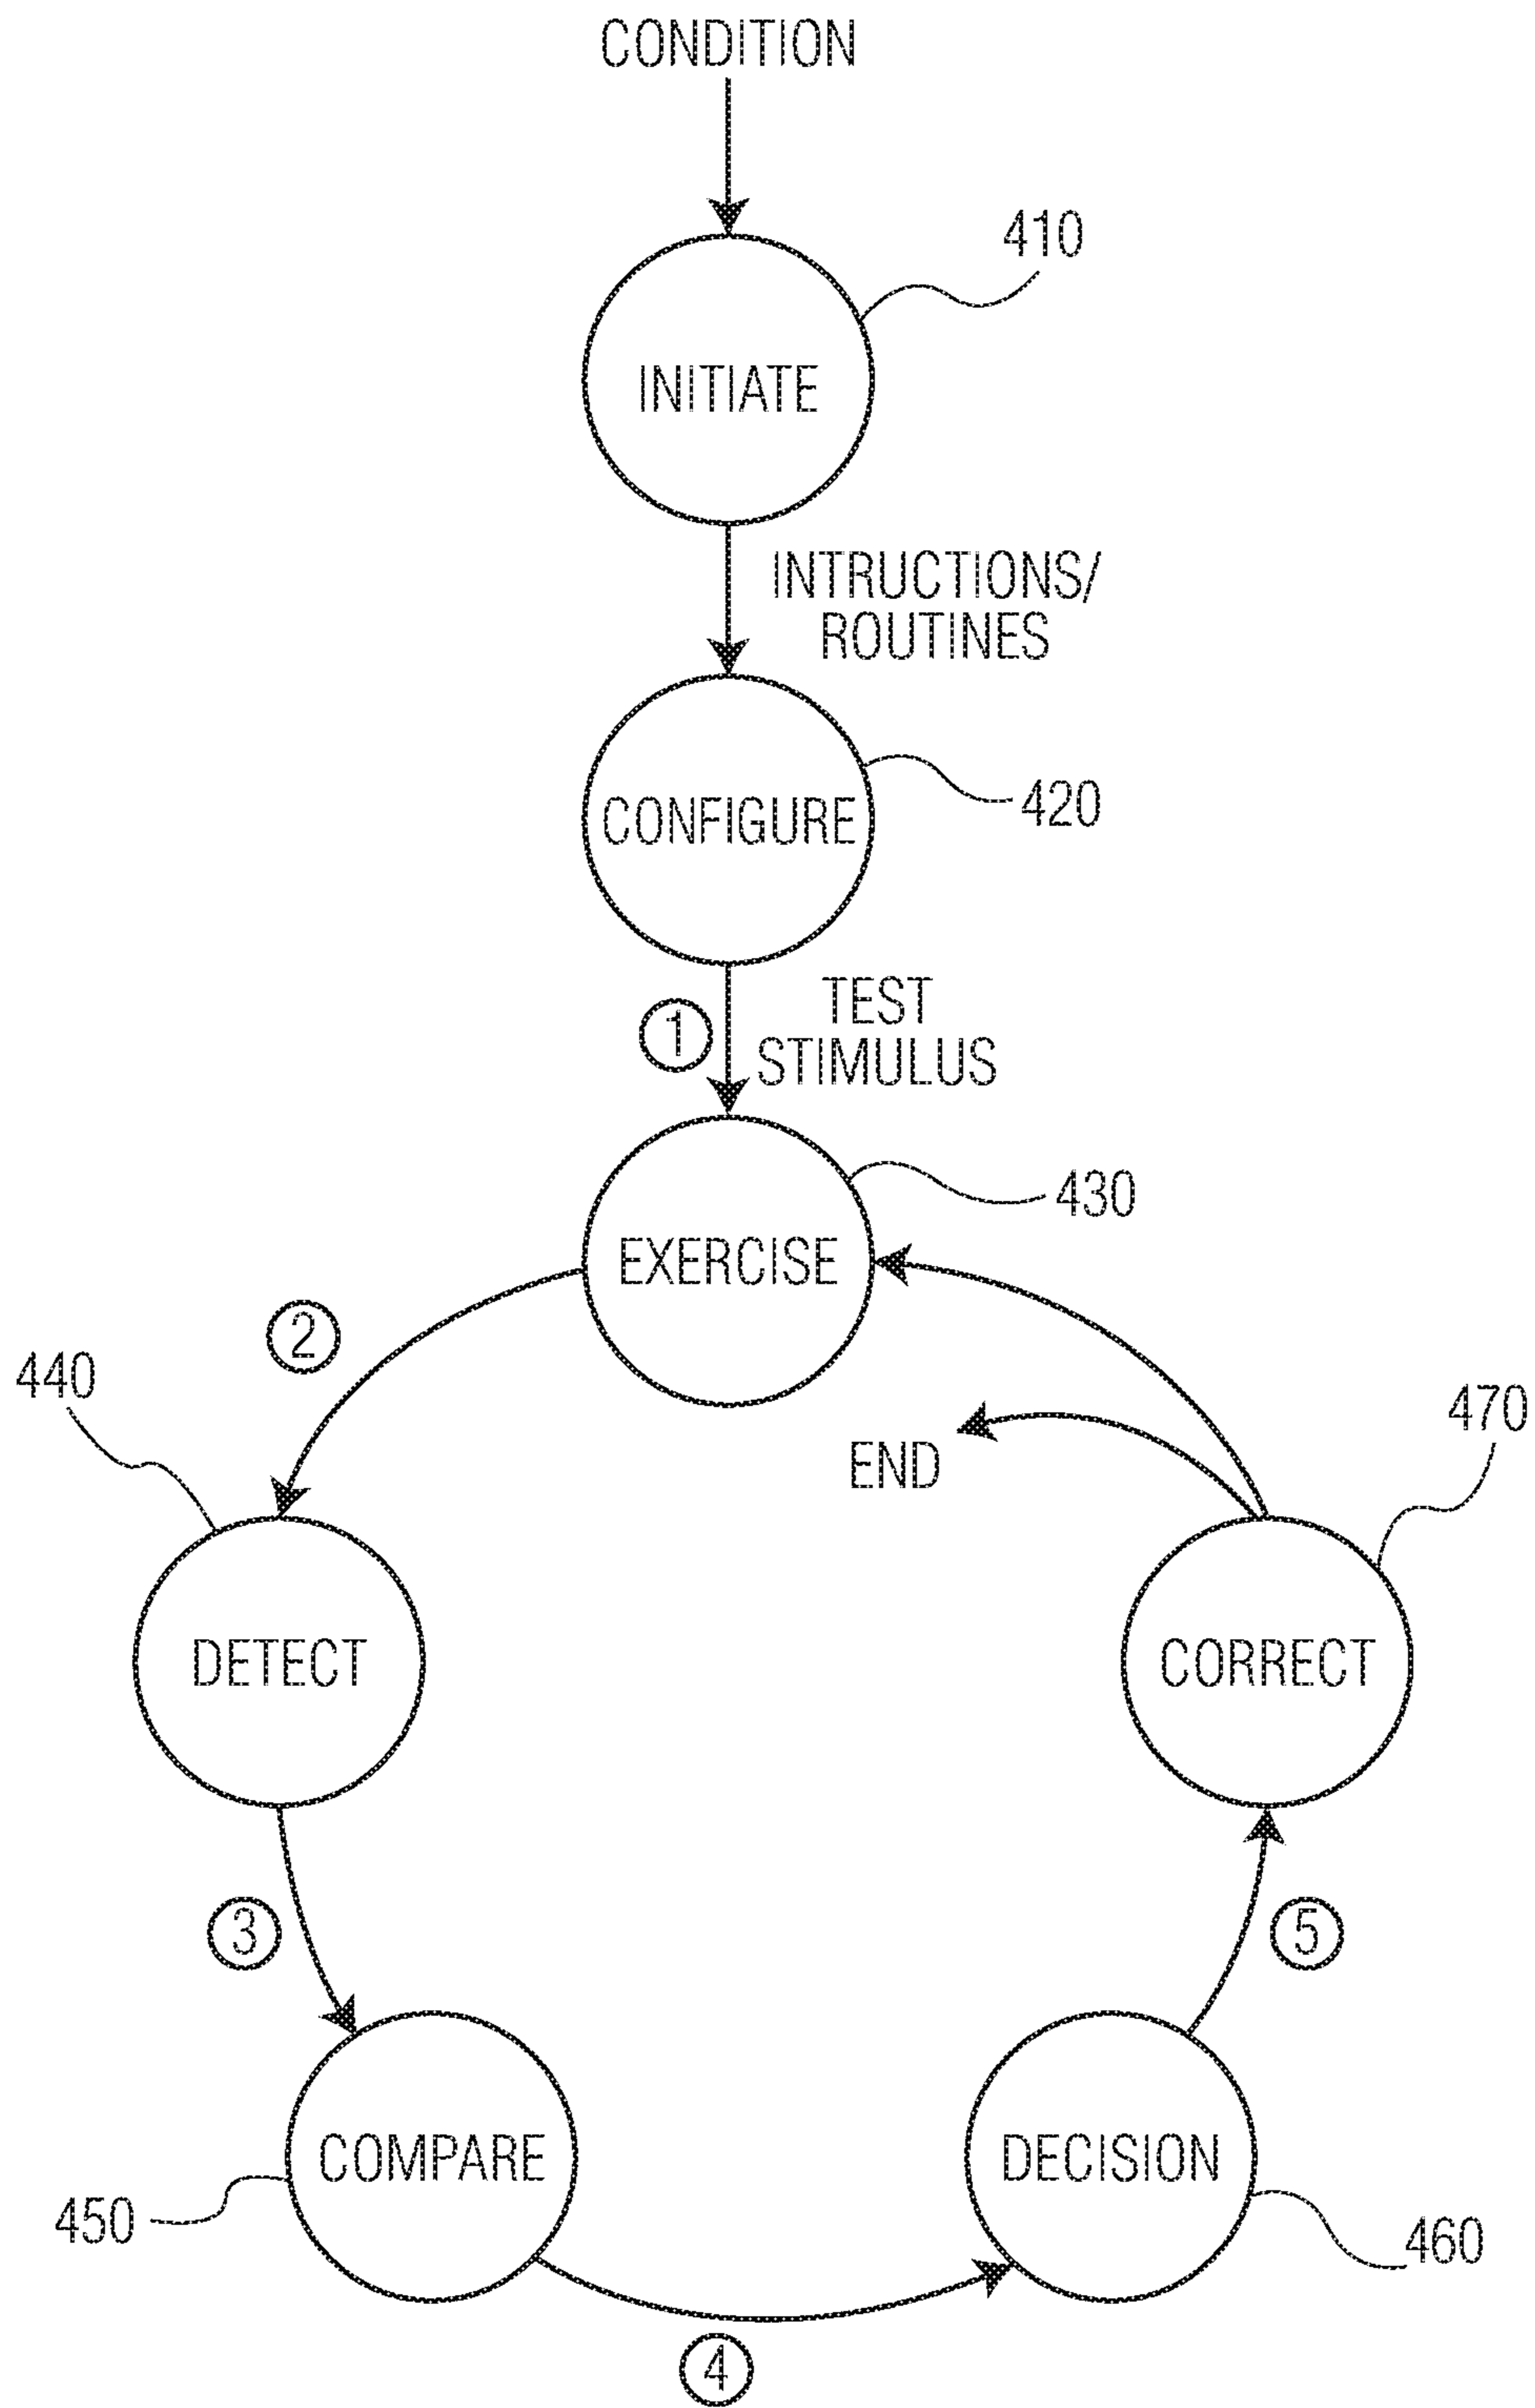 CONDITION
410
INITIATE
INTRUCTIONS/
ROUTINES
420
CONFIGURE
1
TEST
STIMULUS
430
EXERCISE
2
440
END
470
DETECT
CORRECT
3
5
COMPARE
DECISION
450
460
4